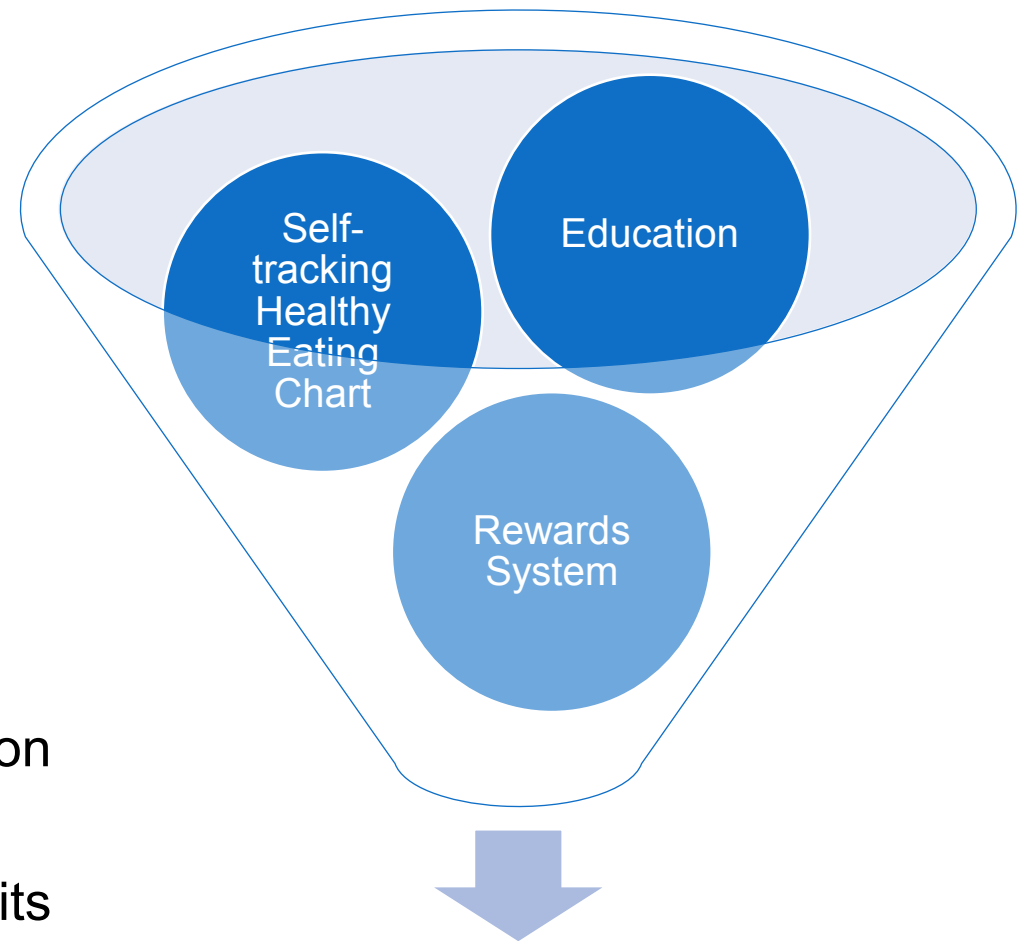 Self-
tracking
Healthy
Eating
Chart
Education
Rewards
System
on
its